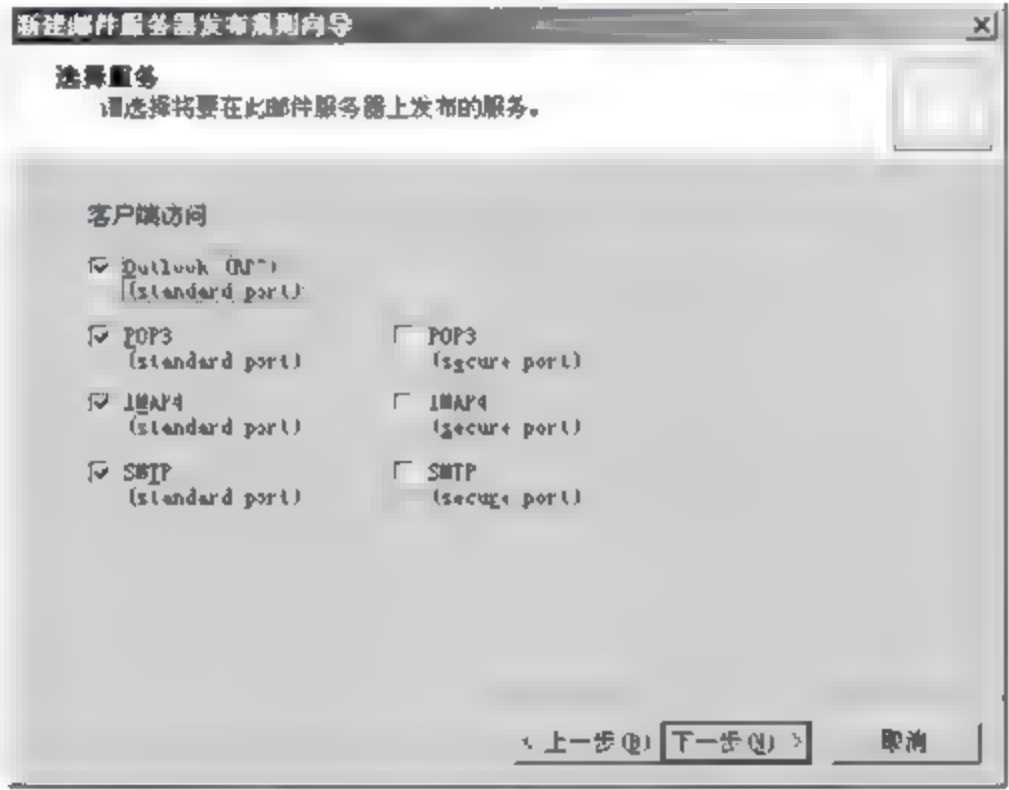 新建邮件服务器发布规则向导
选择服务
请选择将要在此邮件服务器上发布的服务。
客户端访问
Outlook (RPC)
(standard port)
POP3
(standard port)
POP3
(secure port)
IMAP4
(standard port)
IMAP4
(secure port)
SMTP
(standard port)
SMTP
(secure port)
< 上一步(B)
下一步(N) >
取消